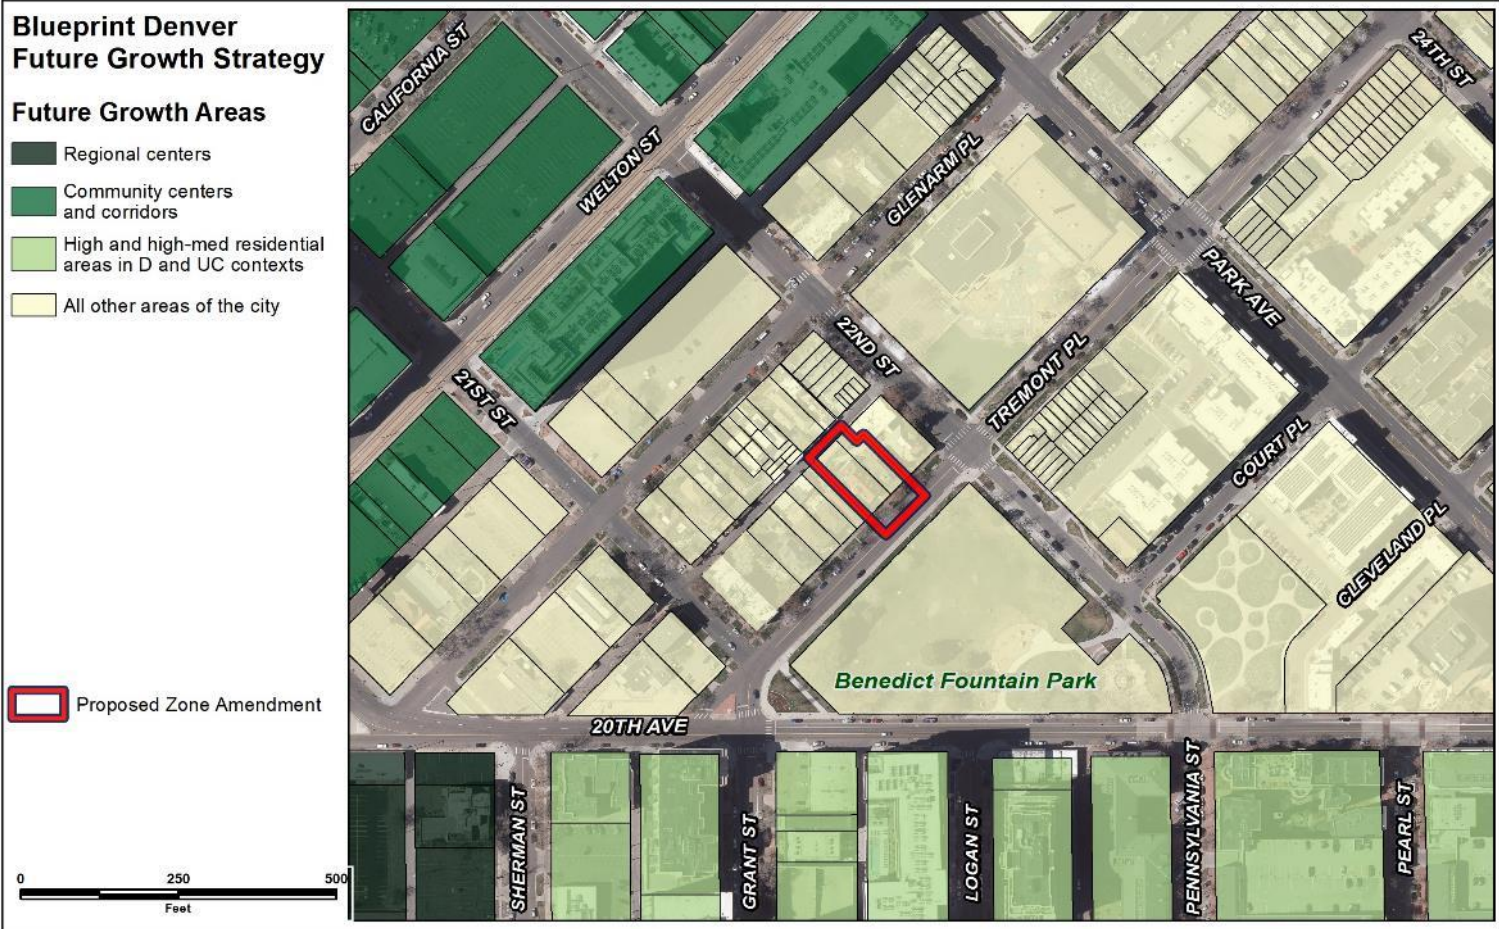 Blueprint Denver
Future Growth Strategy
Future Growth Areas
Regional centers
Community centers
and corridors
High and high-med residential
areas in D and UC contexts
All other areas of the city
Proposed Zone Amendment
0 250 500
Feet
CALIFORNIA ST
WELTON ST
GLENARM PL
24TH ST
PARK AVE
22ND ST
TREMONT PL
21ST ST
COURT PL
CLEVELAND PL
Benedict Fountain Park
20TH AVE
SHERMAN ST
GRANT ST
LOGAN ST
PENNSYLVANIA ST
PEARL ST